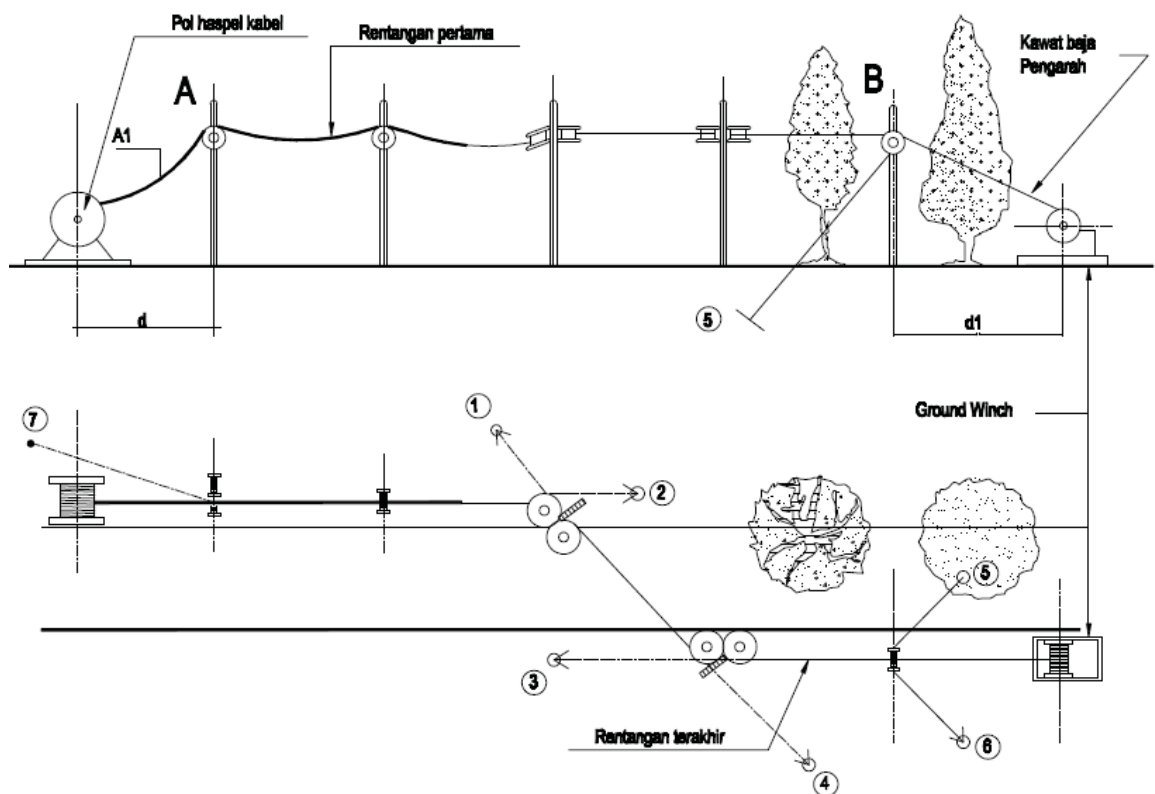 Pol haspel kabel
Rentangan pertama
Kawat baja
Pengarah
A
B
A1
5
d
d1
Ground Winch
1
7
2
5
3
Rentangan terakhir
6
4